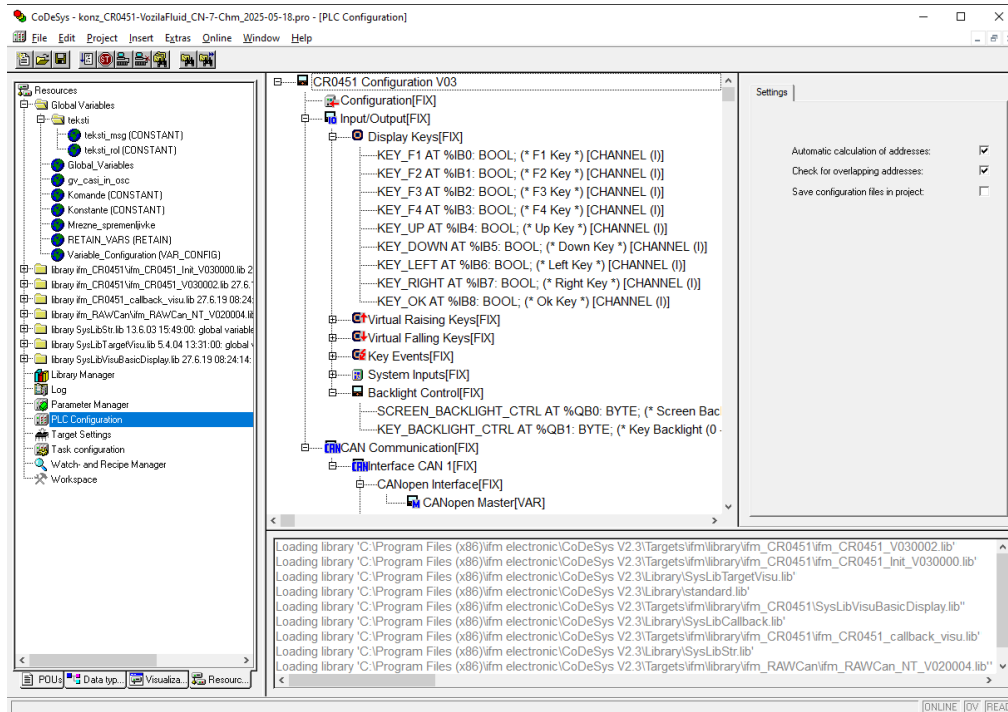 CoDeSys - konz_CR0451-VozilaFluid_CN-7-Chm_2025-05-18.pro - [PLC Configuration]
File Edit Project Insert Extras Online Window Help
Resources
Global Variables
teksti
teksti_msg (CONSTANT)
teksti_rol (CONSTANT)
Global_Variables
gv_casi_in_osc
Komande (CONSTANT)
Konstante (CONSTANT)
Mrezne_spremenljivke
RETAIN_VARS (RETAIN)
Variable_Configuration (VAR_CONFIG)
library ifm_CR0451\ifm_CR0451_Init_V030000.lib 2
library ifm_CR0451\ifm_CR0451_V030002.lib 27.6.
library ifm_CR0451_callback_visu.lib 27.6.19 08:24:
library ifm_RAWCan\ifm_RAWCan_NT_V020004.lib
library SysLibStr.lib 13.6.03 15:49:00: global variable
library SysLibTargetVisu.lib 5.4.04 13:31:00: global v
library SysLibVisuBasicDisplay.lib 27.6.19 08:24:14:
Library Manager
Log
Parameter Manager
PLC Configuration
Target Settings
Task configuration
Watch- and Recipe Manager
Workspace
POUs
Data typ...
Visualiza...
Resourc...
CR0451 Configuration V03
Configuration[FIX]
Input/Output[FIX]
Display Keys[FIX]
KEY_F1 AT %IB0: BOOL; (* F1 Key *) [CHANNEL (I)]
KEY_F2 AT %IB1: BOOL; (* F2 Key *) [CHANNEL (I)]
KEY_F3 AT %IB2: BOOL; (* F3 Key *) [CHANNEL (I)]
KEY_F4 AT %IB3: BOOL; (* F4 Key *) [CHANNEL (I)]
KEY_UP AT %IB4: BOOL; (* Up Key *) [CHANNEL (I)]
KEY_DOWN AT %IB5: BOOL; (* Down Key *) [CHANNEL (I)]
KEY_LEFT AT %IB6: BOOL; (* Left Key *) [CHANNEL (I)]
KEY_RIGHT AT %IB7: BOOL; (* Right Key *) [CHANNEL (I)]
KEY_OK AT %IB8: BOOL; (* Ok Key *) [CHANNEL (I)]
Virtual Raising Keys[FIX]
Virtual Falling Keys[FIX]
Key Events[FIX]
System Inputs[FIX]
Backlight Control[FIX]
SCREEN_BACKLIGHT_CTRL AT %QB0: BYTE; (* Screen Bac
KEY_BACKLIGHT_CTRL AT %QB1: BYTE; (* Key Backlight (0 -
CAN Communication[FIX]
Interface CAN 1[FIX]
CANopen Interface[FIX]
CANopen Master[VAR]
Settings
Automatic calculation of addresses:
Check for overlapping addresses:
Save configuration files in project:
Loading library 'C:\Program Files (x86)\ifm electronic\CoDeSys V2.3\Targets\ifm\library\ifm_CR0451\ifm_CR0451_V030002.lib'
Loading library 'C:\Program Files (x86)\ifm electronic\CoDeSys V2.3\Targets\ifm\library\ifm_CR0451\ifm_CR0451_Init_V030000.lib'
Loading library 'C:\Program Files (x86)\ifm electronic\CoDeSys V2.3\Library\SysLibTargetVisu.lib'
Loading library 'C:\Program Files (x86)\ifm electronic\CoDeSys V2.3\Library\standard.lib'
Loading library 'C:\Program Files (x86)\ifm electronic\CoDeSys V2.3\Targets\ifm\library\ifm_CR0451\SysLibVisuBasicDisplay.lib''
Loading library 'C:\Program Files (x86)\ifm electronic\CoDeSys V2.3\Library\SysLibCallback.lib'
Loading library 'C:\Program Files (x86)\ifm electronic\CoDeSys V2.3\Targets\ifm\library\ifm_CR0451\ifm_CR0451_callback_visu.lib'
Loading library 'C:\Program Files (x86)\ifm electronic\CoDeSys V2.3\Library\SysLibStr.lib'
Loading library 'C:\Program Files (x86)\ifm electronic\CoDeSys V2.3\Targets\ifm\library\ifm_RAWCan\ifm_RAWCan_NT_V020004.lib''
ONLINE OV READ